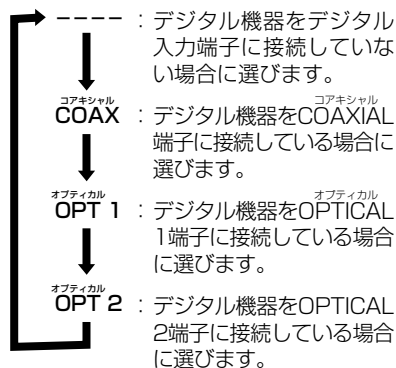 ---- : デジタル機器をデジタル
入力端子に接続していな
い場合に選びます。
コアキシャル コアキシャル
COAX : デジタル機器をCOAXIAL
端子に接続している場合に
選びます。
オプティカル オプティカル
OPT 1 : デジタル機器をOPTICAL
1端子に接続している場合
に選びます。
オプティカル
OPT 2 : デジタル機器をOPTICAL
2端子に接続している場合
に選びます。